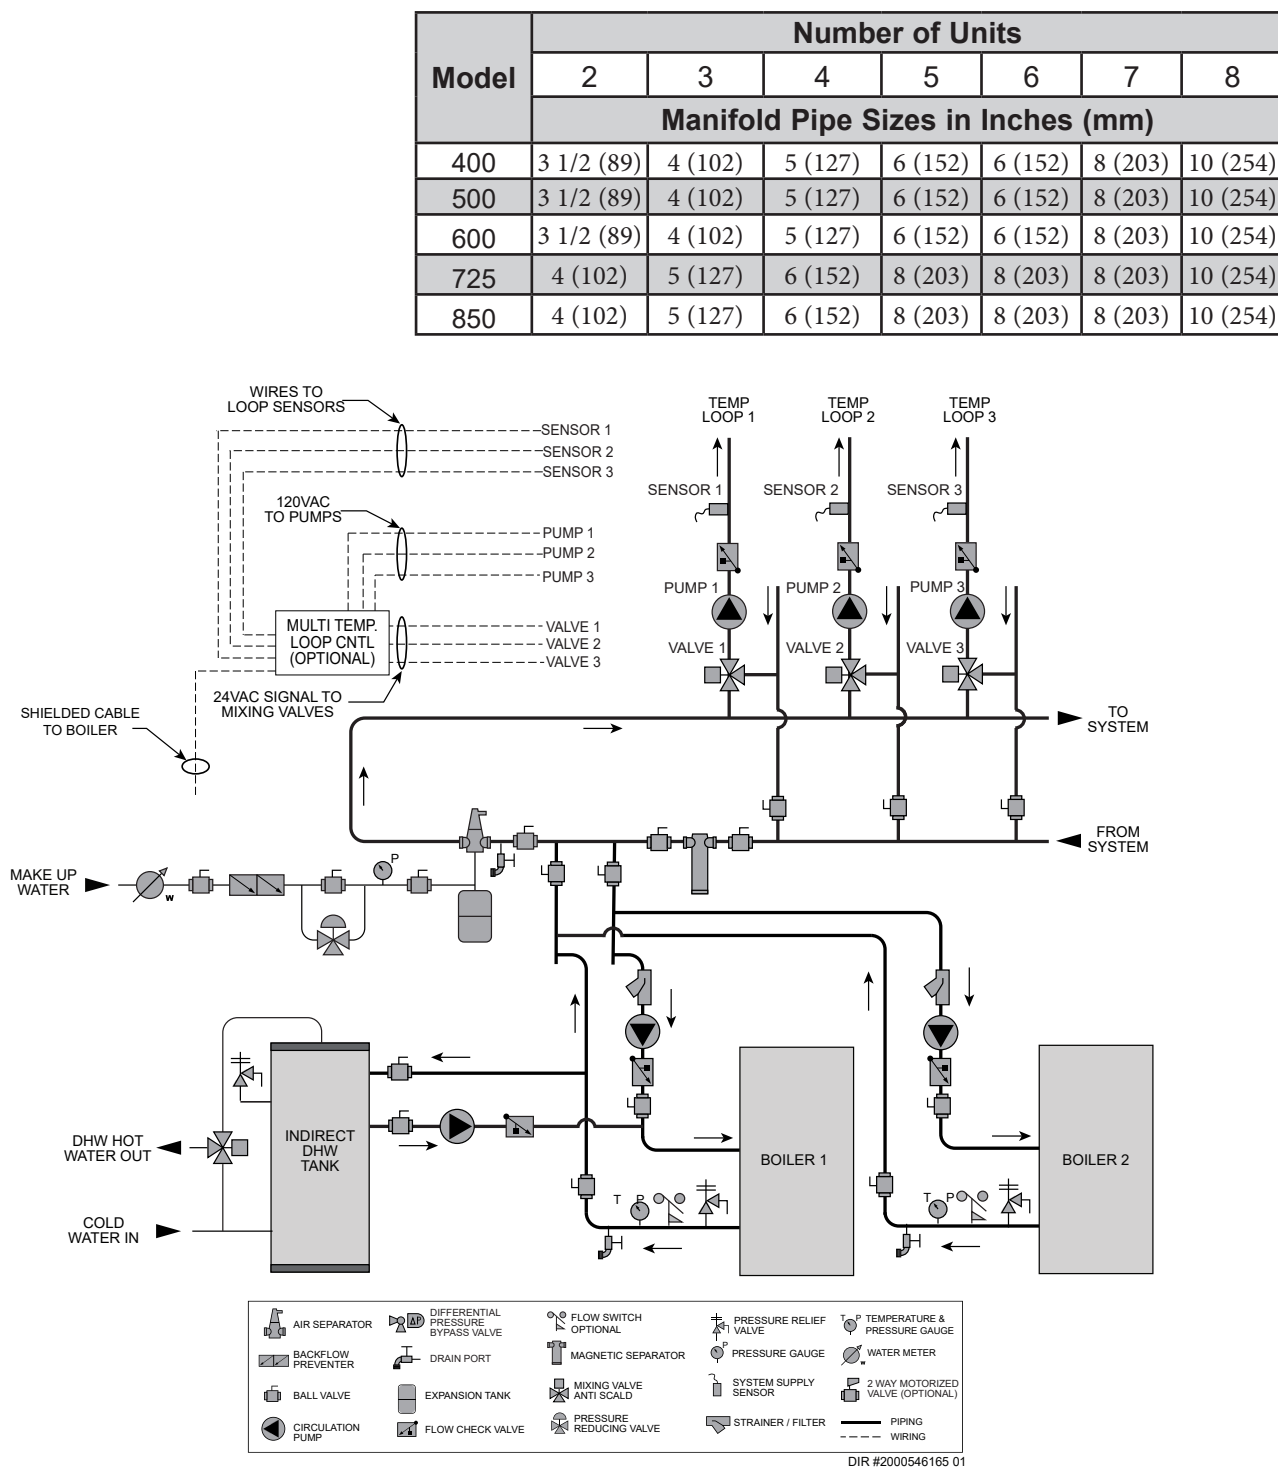 Number of Units
Model 2 3 4 5 6 7 8
Manifold Pipe Sizes in Inches (mm)
400 3 1/2 (89) 4 (102) 5 (127) 6 (152) 6 (152) 8 (203) 10 (254)
500 3 1/2 (89) 4 (102) 5 (127) 6 (152) 6 (152) 8 (203) 10 (254)
600 3 1/2 (89) 4 (102) 5 (127) 6 (152) 6 (152) 8 (203) 10 (254)
725 4 (102) 5 (127) 6 (152) 8 (203) 8 (203) 8 (203) 10 (254)
850 4 (102) 5 (127) 6 (152) 8 (203) 8 (203) 8 (203) 10 (254)
WIRES TO
LOOP SENSORS
SENSOR 1
SENSOR 2
SENSOR 3
120VAC
TO PUMPS
PUMP 1
PUMP 2
PUMP 3
MULTI TEMP.
LOOP CNTL
(OPTIONAL)
VALVE 1
VALVE 2
VALVE 3
24VAC SIGNAL TO
MIXING VALVES
SHIELDED CABLE
TO BOILER
TEMP
LOOP 1
TEMP
LOOP 2
TEMP
LOOP 3
SENSOR 1
SENSOR 2
SENSOR 3
PUMP 1
PUMP 2
PUMP 3
VALVE 1
VALVE 2
VALVE 3
TO
SYSTEM
FROM
SYSTEM
MAKE UP
WATER
w
P
DHW HOT
WATER OUT
COLD
WATER IN
INDIRECT
DHW
TANK
BOILER 1
BOILER 2
T P
T P
AIR SEPARATOR
BACKFLOW
PREVENTER
BALL VALVE
CIRCULATION
PUMP
ΔP
DIFFERENTIAL
PRESSURE
BYPASS VALVE
DRAIN PORT
EXPANSION TANK
FLOW CHECK VALVE
FLOW SWITCH
OPTIONAL
MAGNETIC SEPARATOR
MIXING VALVE
ANTI SCALD
PRESSURE
REDUCING VALVE
PRESSURE RELIEF
VALVE
P
PRESSURE GAUGE
SYSTEM SUPPLY
SENSOR
STRAINER / FILTER
T P
TEMPERATURE &
PRESSURE GAUGE
w
WATER METER
2 WAY MOTORIZED
VALVE (OPTIONAL)
PIPING
WIRING
DIR #2000546165 01